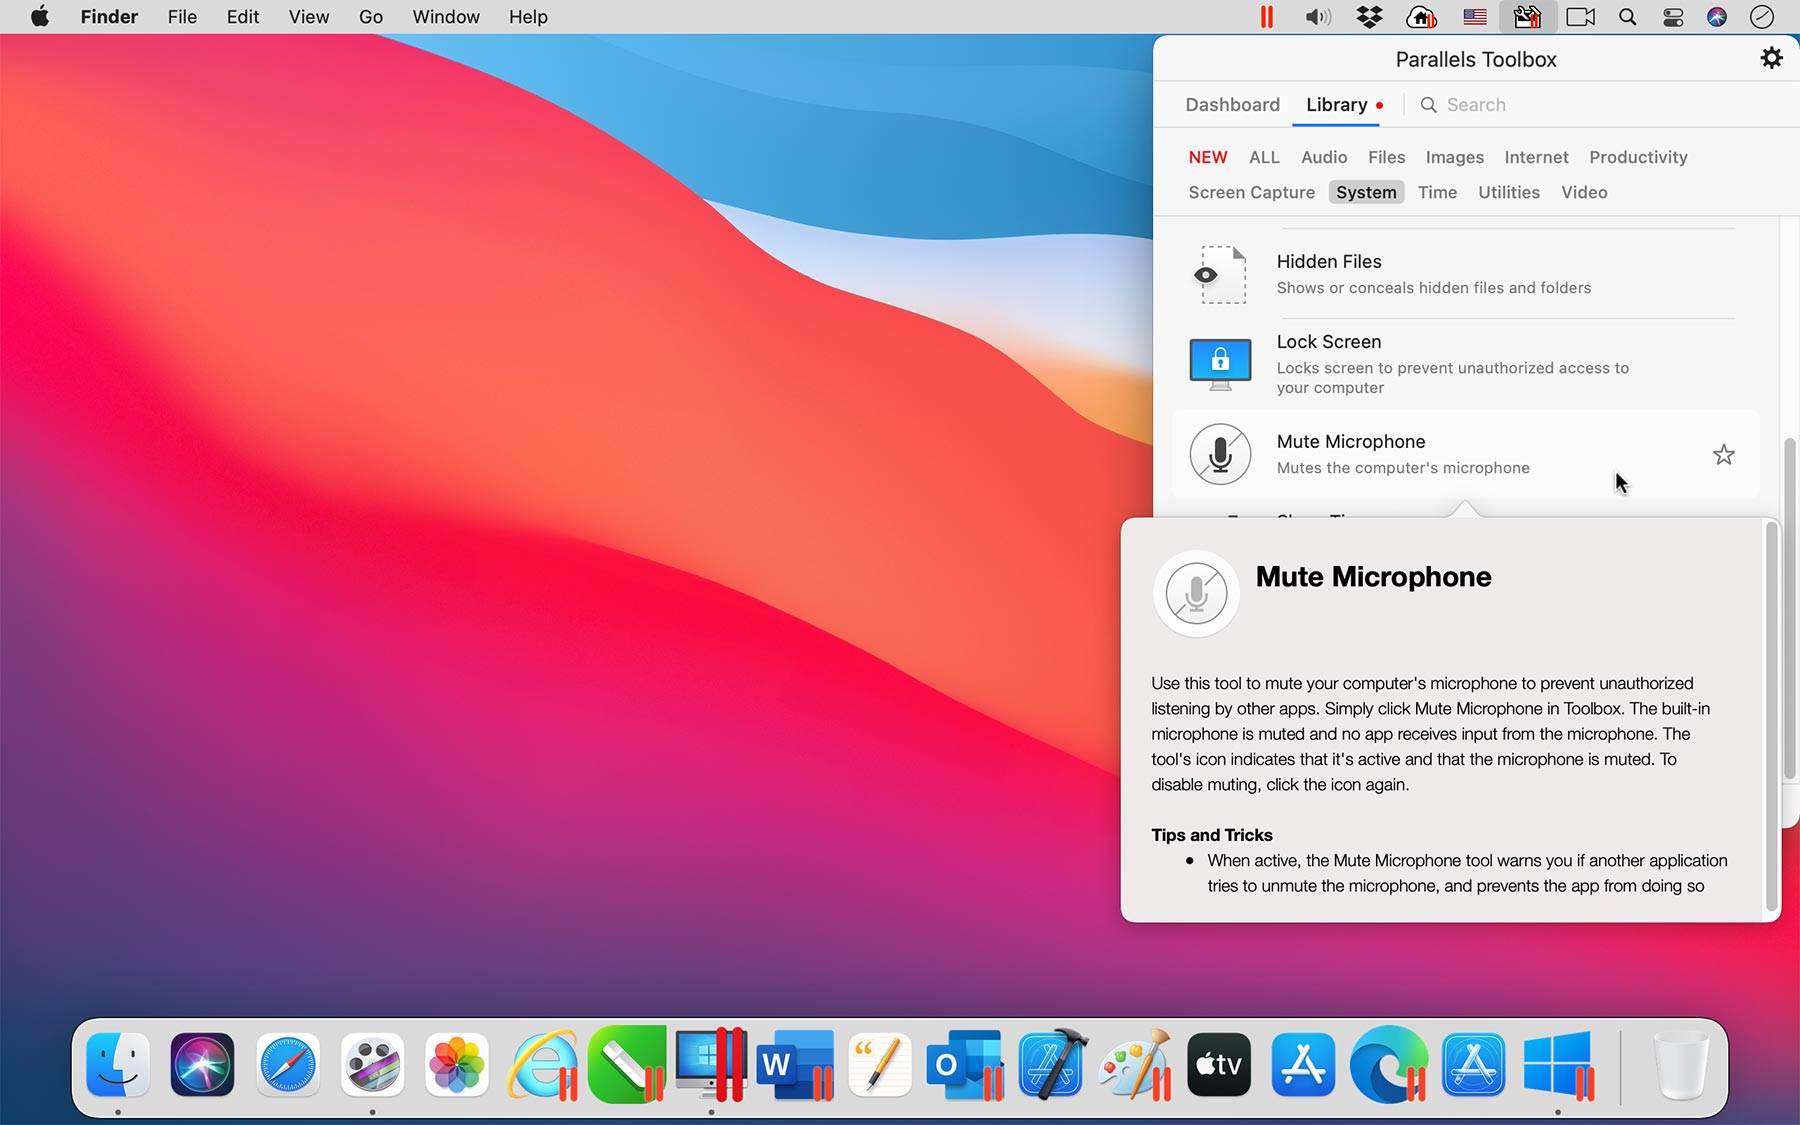 Finder File Edit View Go Window Help
Parallels Toolbox
Dashboard Library Search
NEW ALL Audio Files Images Internet Productivity
Screen Capture System Time Utilities Video
Hidden Files
Shows or conceals hidden files and folders
Lock Screen
Locks screen to prevent unauthorized access to
your computer
Mute Microphone
Mutes the computer's microphone
Mute Microphone
Use this tool to mute your computer's microphone to prevent unauthorized
listening by other apps. Simply click Mute Microphone in Toolbox. The built-in
microphone is muted and no app receives input from the microphone. The
tool's icon indicates that it's active and that the microphone is muted. To
disable muting, click the icon again.
Tips and Tricks
• When active, the Mute Microphone tool warns you if another application
tries to unmute the microphone, and prevents the app from doing so
W O tv